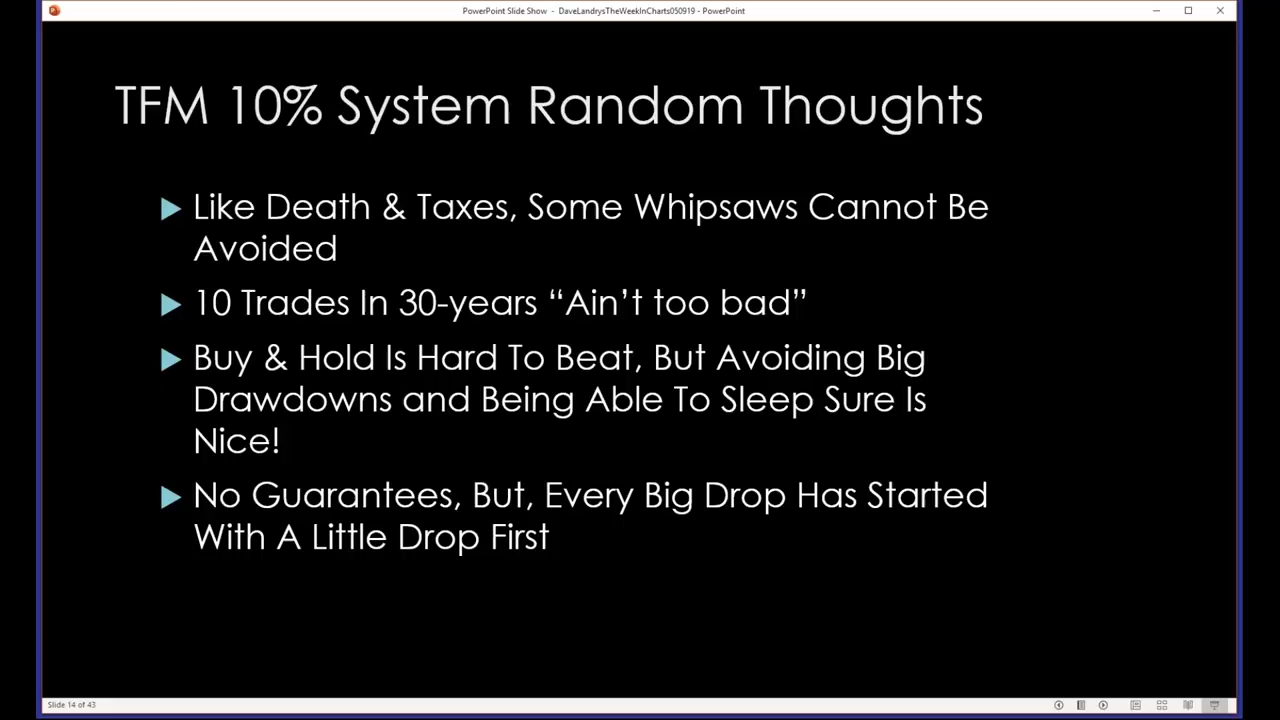 PowerPoint Slide Show - DaveLandrysTheWeekInCharts050919 - PowerPoint
TFM 10% System Random Thoughts
Like Death & Taxes, Some Whipsaws Cannot Be
Avoided
10 Trades In 30-years “Ain’t too bad”
Buy & Hold Is Hard To Beat, But Avoiding Big
Drawdowns and Being Able To Sleep Sure Is
Nice!
No Guarantees, But, Every Big Drop Has Started
With A Little Drop First
Slide 14 of 43